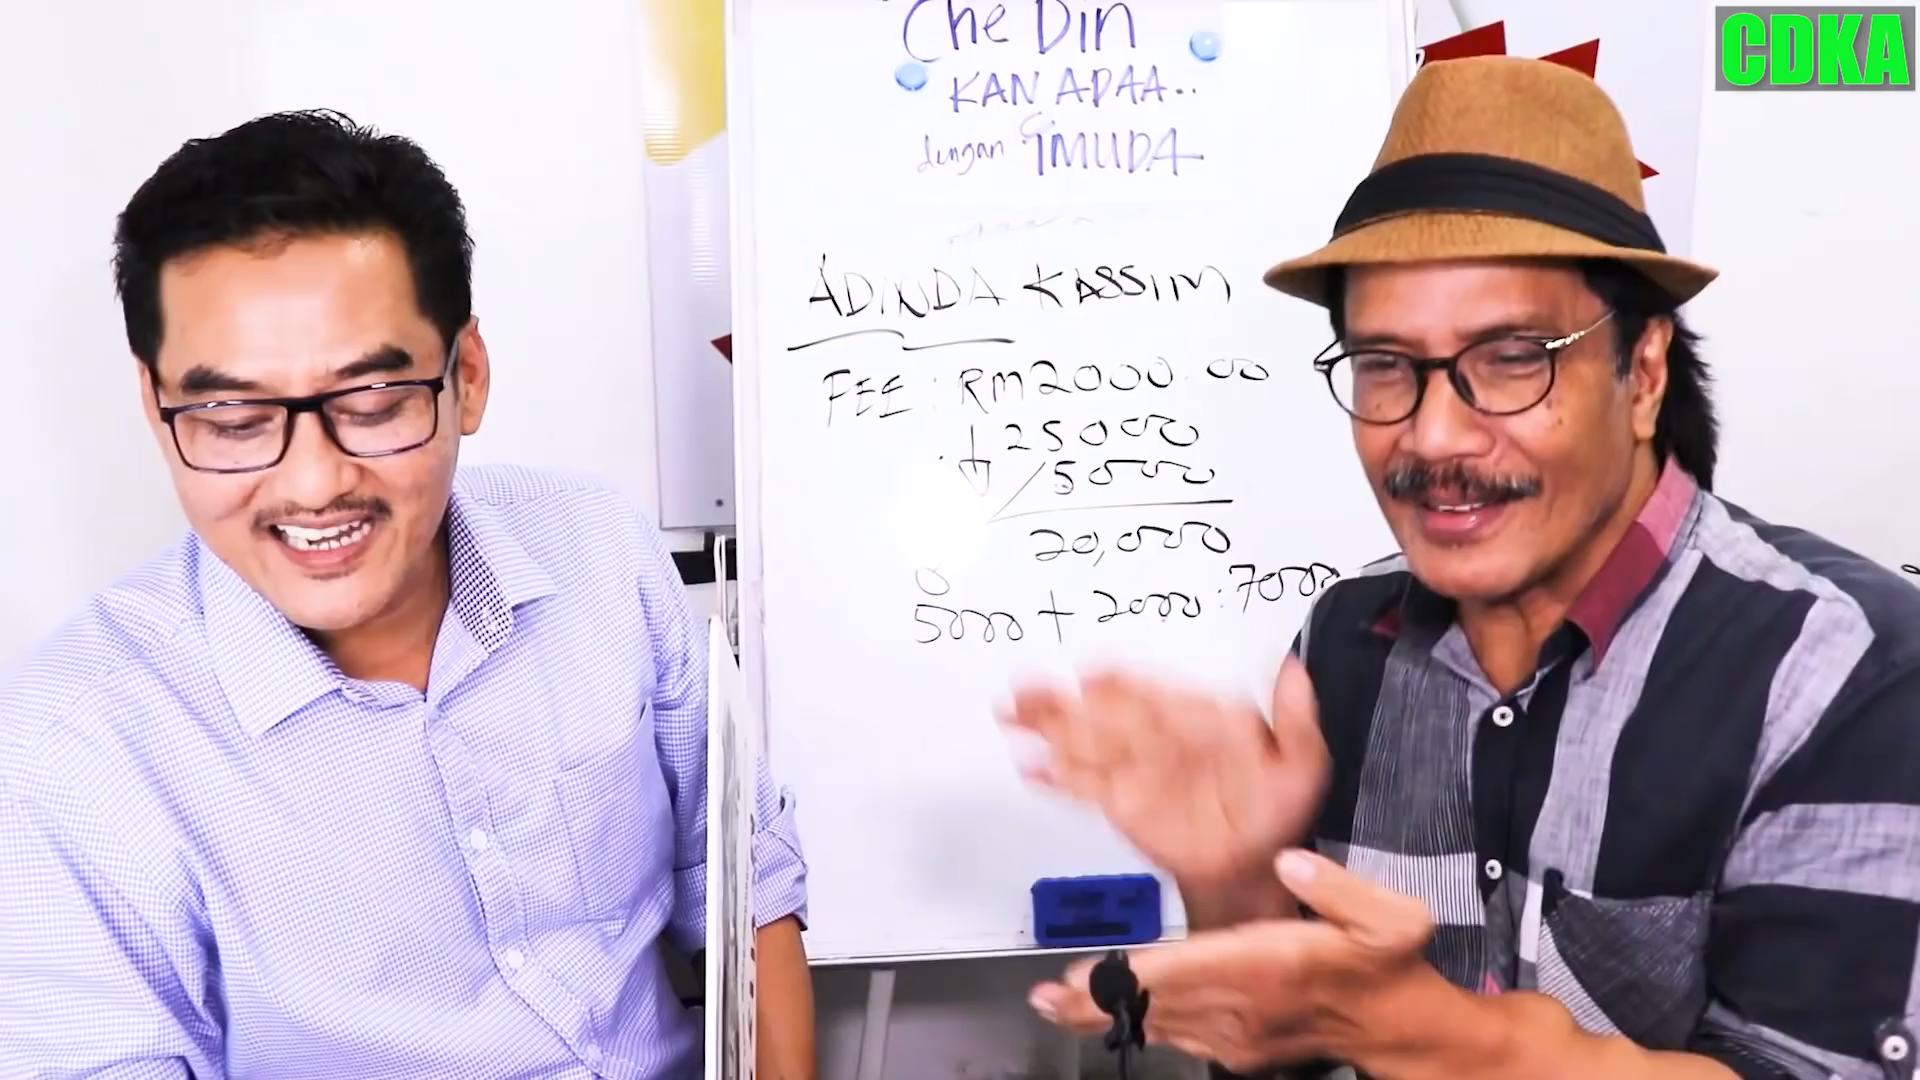 Che Din
CDKA
KAN ADAA..
dengan IMUDA
ADINDA KASSIM
FEE : RM2000.00
25000
5000
20,000
5000 + 2000 : 7000